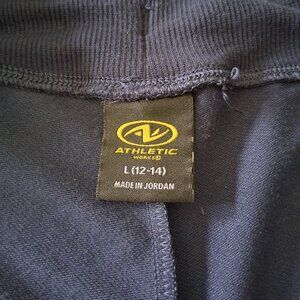 ATHLETIC
WORKS®
L (12-14)
MADE IN JORDAN